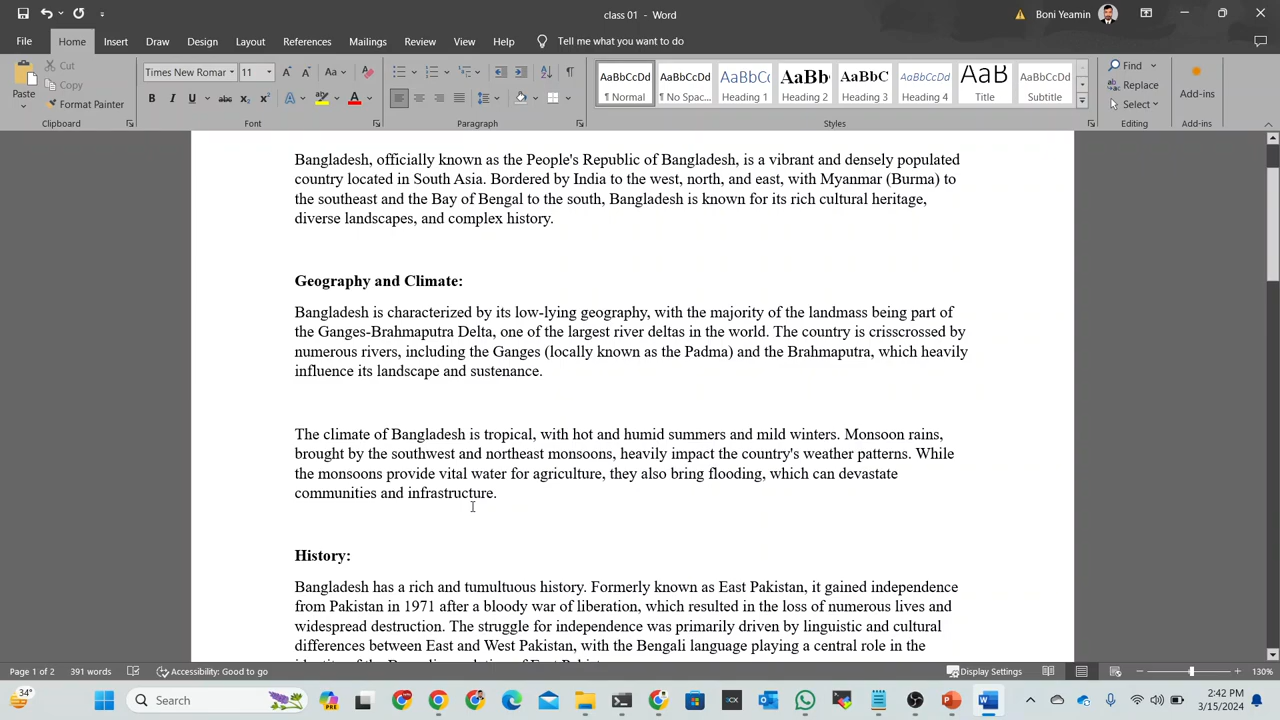 class 01 - Word
Boni Yeamin
File Home Insert Draw Design Layout References Mailings Review View Help Tell me what you want to do
Paste
Cut
Copy
Format Painter
Clipboard
Times New Romar 11
Font
Paragraph
AaBbCcDd AaBbCcDd AaBbCc AaBb AaBbC AaBbCcDd AaB AaBbCcDd
¶ Normal ¶ No Spac... Heading 1 Heading 2 Heading 3 Heading 4 Title Subtitle
Styles
Find
Replace
Select
Editing
Add-ins
Add-ins
Bangladesh, officially known as the People's Republic of Bangladesh, is a vibrant and densely populated
country located in South Asia. Bordered by India to the west, north, and east, with Myanmar (Burma) to
the southeast and the Bay of Bengal to the south, Bangladesh is known for its rich cultural heritage,
diverse landscapes, and complex history.
Geography and Climate:
Bangladesh is characterized by its low-lying geography, with the majority of the landmass being part of
the Ganges-Brahmaputra Delta, one of the largest river deltas in the world. The country is crisscrossed by
numerous rivers, including the Ganges (locally known as the Padma) and the Brahmaputra, which heavily
influence its landscape and sustenance.
The climate of Bangladesh is tropical, with hot and humid summers and mild winters. Monsoon rains,
brought by the southwest and northeast monsoons, heavily impact the country's weather patterns. While
the monsoons provide vital water for agriculture, they also bring flooding, which can devastate
communities and infrastructure.
History:
Bangladesh has a rich and tumultuous history. Formerly known as East Pakistan, it gained independence
from Pakistan in 1971 after a bloody war of liberation, which resulted in the loss of numerous lives and
widespread destruction. The struggle for independence was primarily driven by linguistic and cultural
differences between East and West Pakistan, with the Bengali language playing a central role in the
Page 1 of 2 391 words Accessibility: Good to go Display Settings 130%
34° Search 2:42 PM
3/15/2024